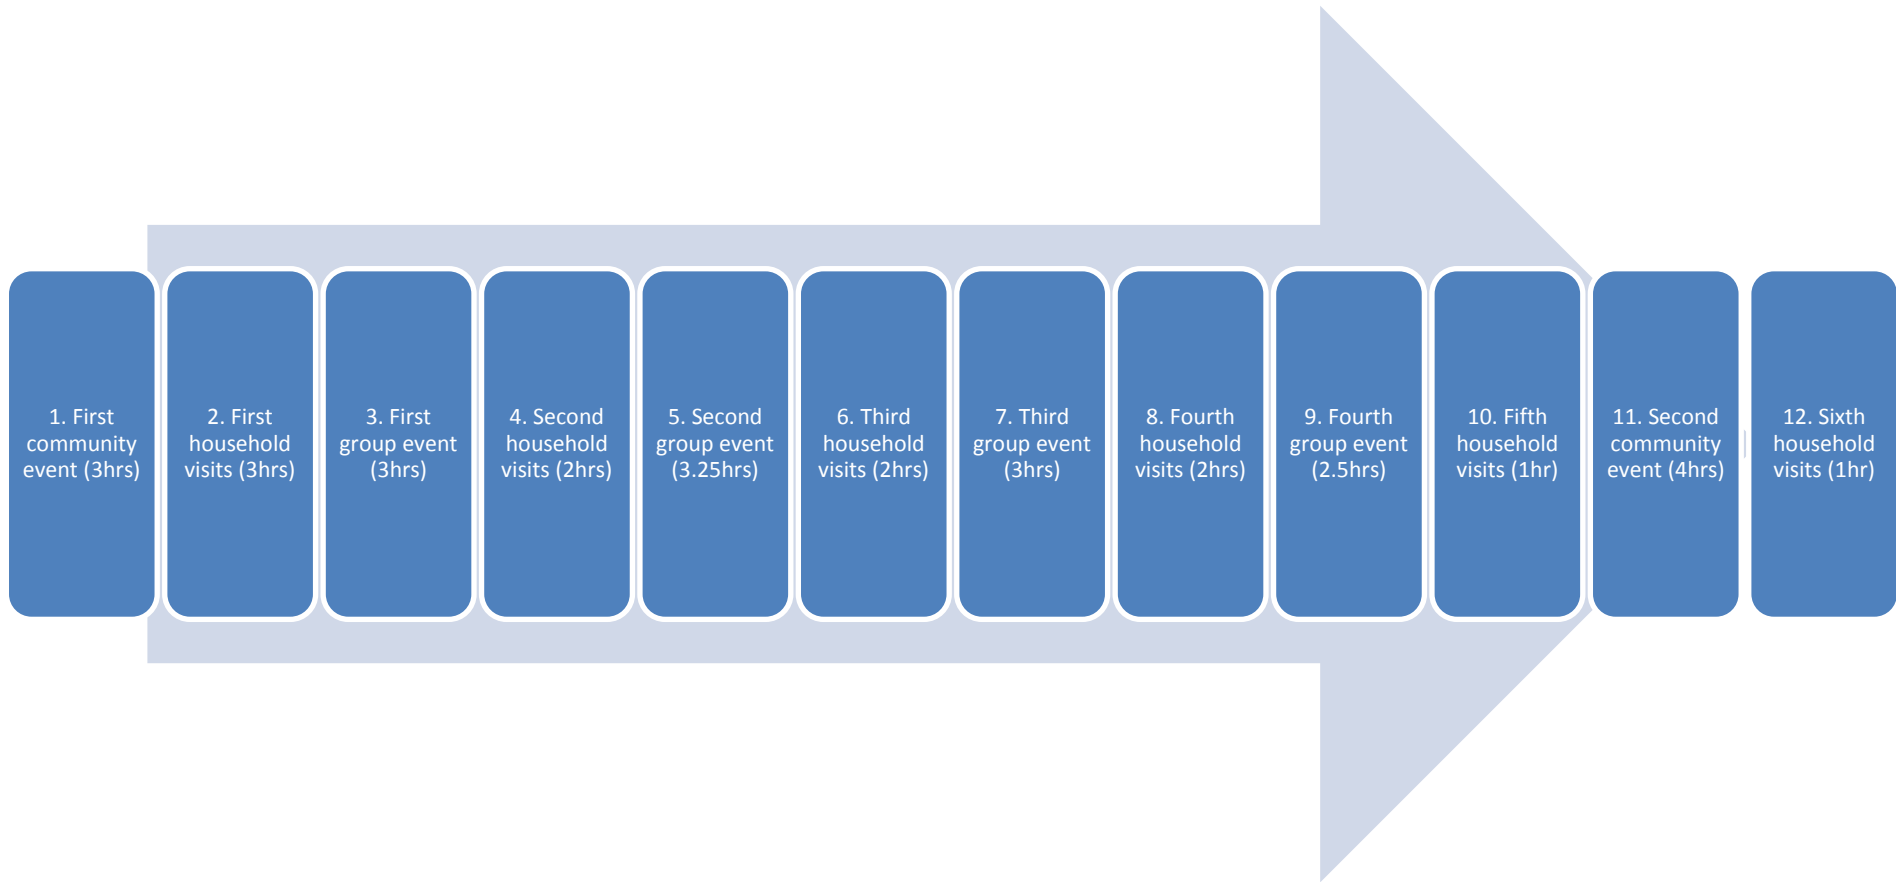 1. First
community
event (3hrs)
2. First
household
visits (3hrs)
3. First
group event
(3hrs)
4. Second
household
visits (2hrs)
5. Second
group event
(3.25hrs)
6. Third
household
visits (2hrs)
7. Third
group event
(3hrs)
8. Fourth
household
visits (2hrs)
9. Fourth
group event
(2.5hrs)
10. Fifth
household
visits (1hr)
11. Second
community
event (4hrs)
12. Sixth
household
visits (1hr)